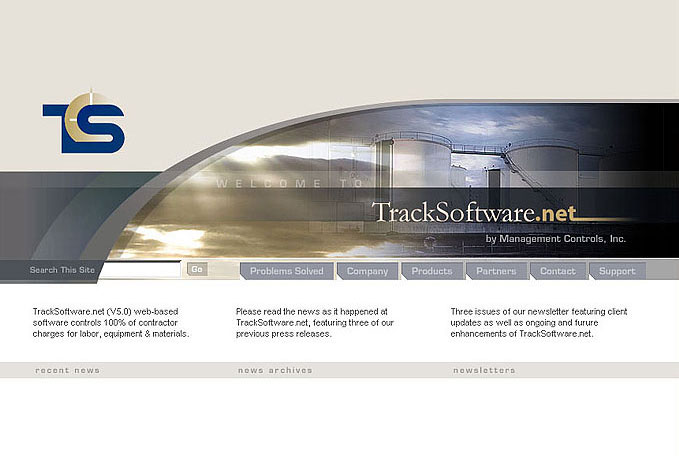 TCS
WELCOME TO
TrackSoftware.net
by Management Controls, Inc.
Search This Site Go Problems Solved Company Products Partners Contact Support
TrackSoftware.net (V5.0) web-based
software controls 100% of contractor
charges for labor, equipment & materials.
Please read the news as it happened at
TrackSoftware.net, featuring three of our
previous press releases.
Three issues of our newsletter featuring client
updates as well as ongoing and furure
enhancements of TrackSoftware.net.
recent news news archives newsletters